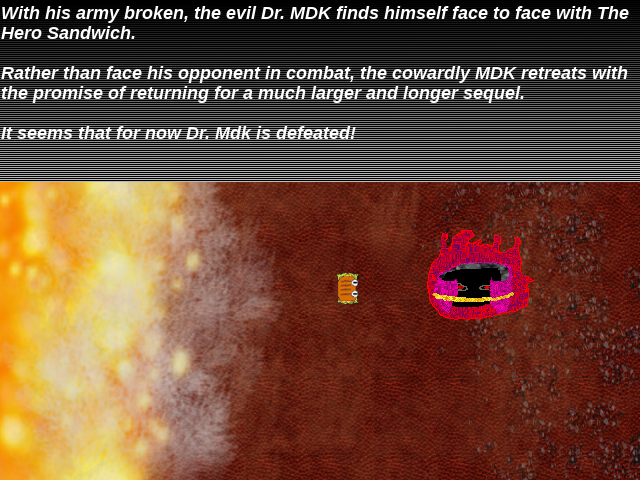 With his army broken, the evil Dr. MDK finds himself face to face with The
Hero Sandwich.
Rather than face his opponent in combat, the cowardly MDK retreats with
the promise of returning for a much larger and longer sequel.
It seems that for now Dr. Mdk is defeated!